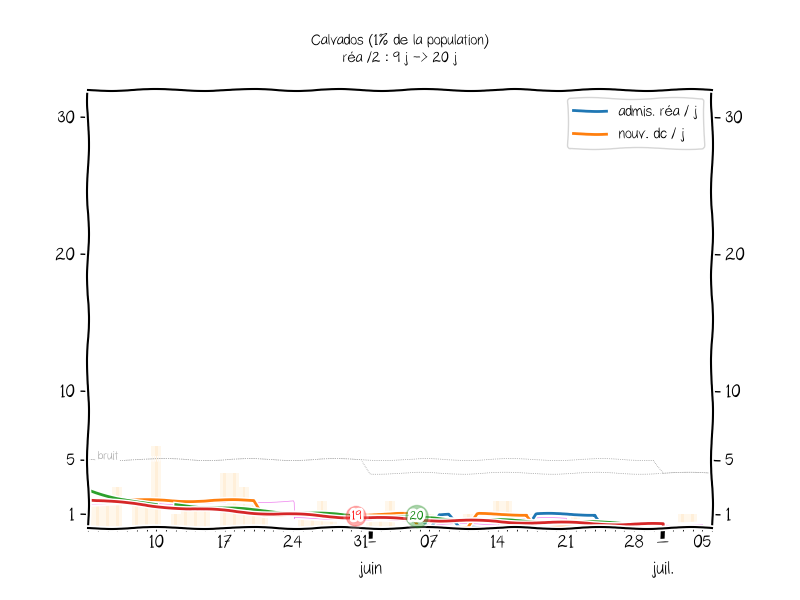 Calvados (1% de la population)
réa /2 : 9 j -> 20 j
admis. réa / j
nouv. dc / j
30 30
20 20
10 10
bruit
5 5
1 19 20 1
10 17 24 31 07 14 21 28 05
juin juil.